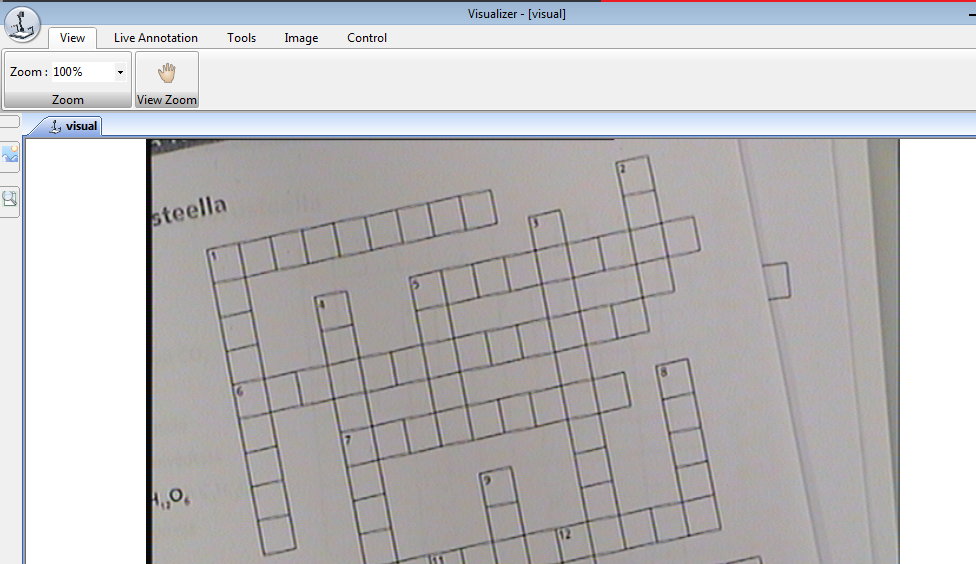 Visualizer - [visual]
View Live Annotation Tools Image Control
Zoom : 100%
Zoom View Zoom
visual
steella
2
3
1
5
4
6
8
7
9
H₁₂O₆
12
11